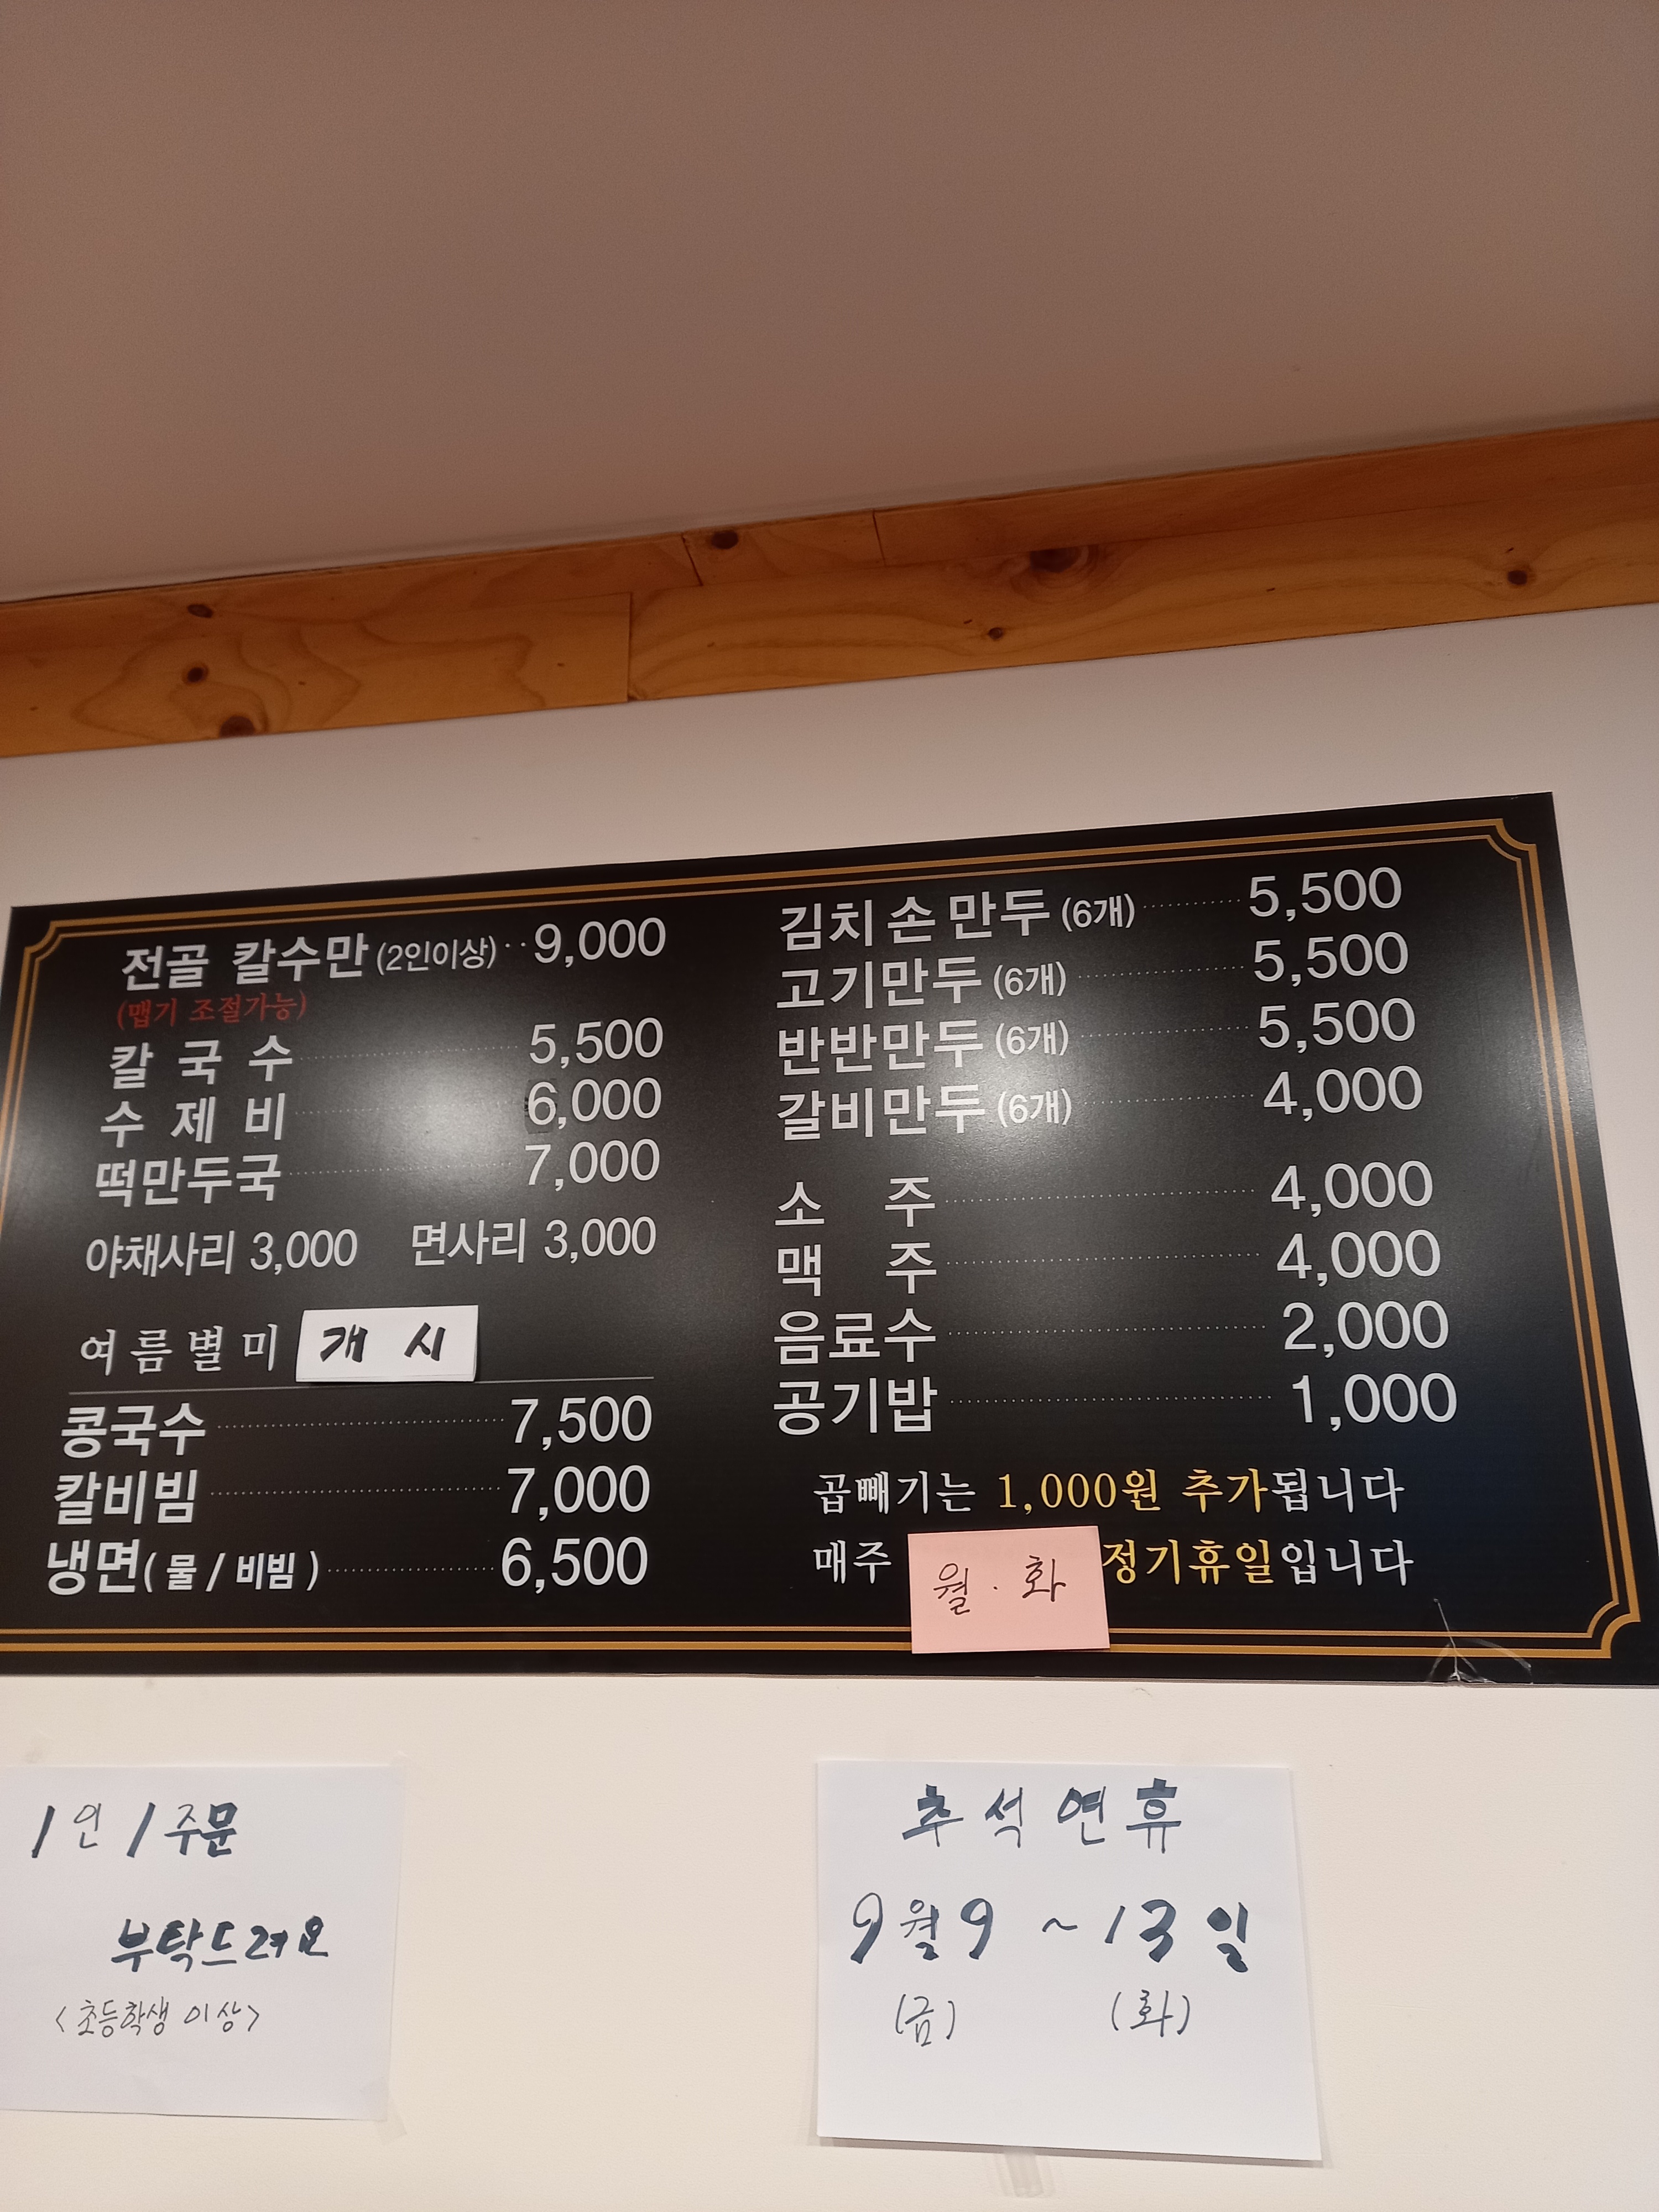 전골 칼수만 (2인이상) ·· 9,000
(맵기 조절가능)
칼 국 수 5,500
수 제 비 6,000
떡만두국 7,000
야채사리 3,000 면사리 3,000
여름별미 개 시
콩국수 7,500
칼비빔 7,000
냉면( 물 / 비빔 ) 6,500
김치손만두 (6개) 5,500
고기만두 (6개) 5,500
반반만두 (6개) 5,500
갈비만두 (6개) 4,000
소 주 4,000
맥 주 4,000
음료수 2,000
공기밥 1,000
곱빼기는 1,000원 추가됩니다
매주 월 · 화 정기휴일입니다
1인 1주문
부탁드려요
<초등학생 이상>
추석연휴
9월9 ~ 13일
(금) (화)